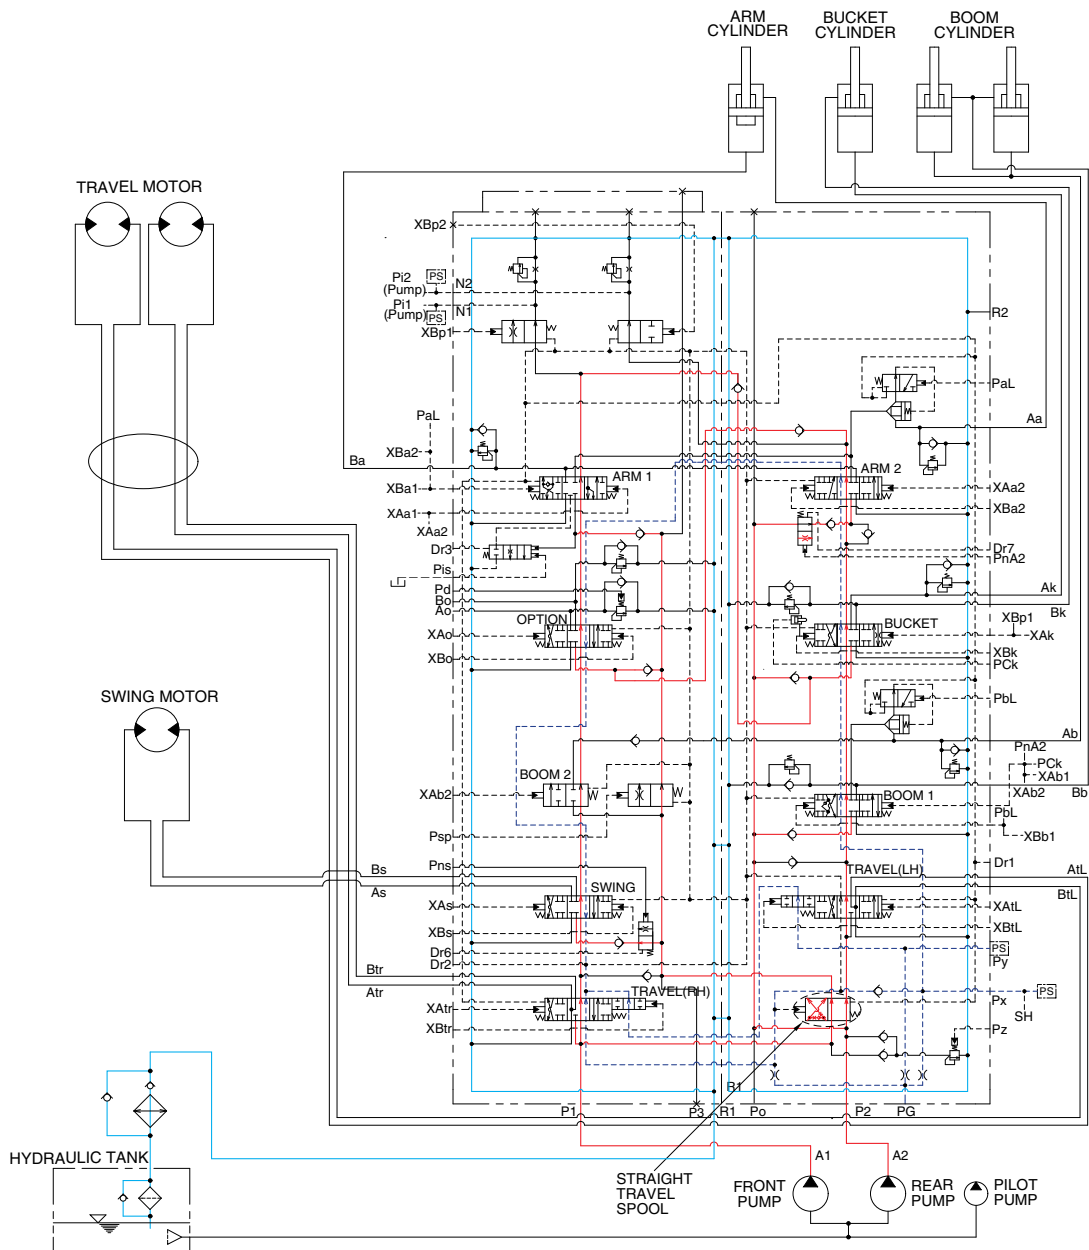 ARM
CYLINDER
BUCKET
CYLINDER
BOOM
CYLINDER
TRAVEL MOTOR
XBp2
Pi2
(Pump)
PS
N2
Pi1
(Pump)
PS
N1
XBp1
R2
PaL
Aa
PaL
XBa2
Ba
XBa1
XAa1
XAa2
ARM 1
ARM 2
XAa2
XBa2
Dr3
Pis
Dr7
PnA2
Pd
Bo
Ao
Ak
Bk
OPTION
XAo
XBo
BUCKET
XBp1
XAk
XBk
PCk
SWING MOTOR
PbL
Ab
PnA2
PCk
XAb1
XAb2
Bb
BOOM 2
XAb2
BOOM 1
PbL
XBb1
Psp
Pns
Dr1
AtL
BtL
Bs
As
SWING
TRAVEL(LH)
XAs
XBs
XAtL
XBtL
Dr6
Dr2
PS
Py
Btr
Atr
TRAVEL(RH)
XAtr
XBtr
PS
Px
SH
Pz
R1
P1
P3
R1
Po
P2
PG
HYDRAULIC TANK
A1
A2
STRAIGHT
TRAVEL
SPOOL
FRONT
PUMP
REAR
PUMP
PILOT
PUMP